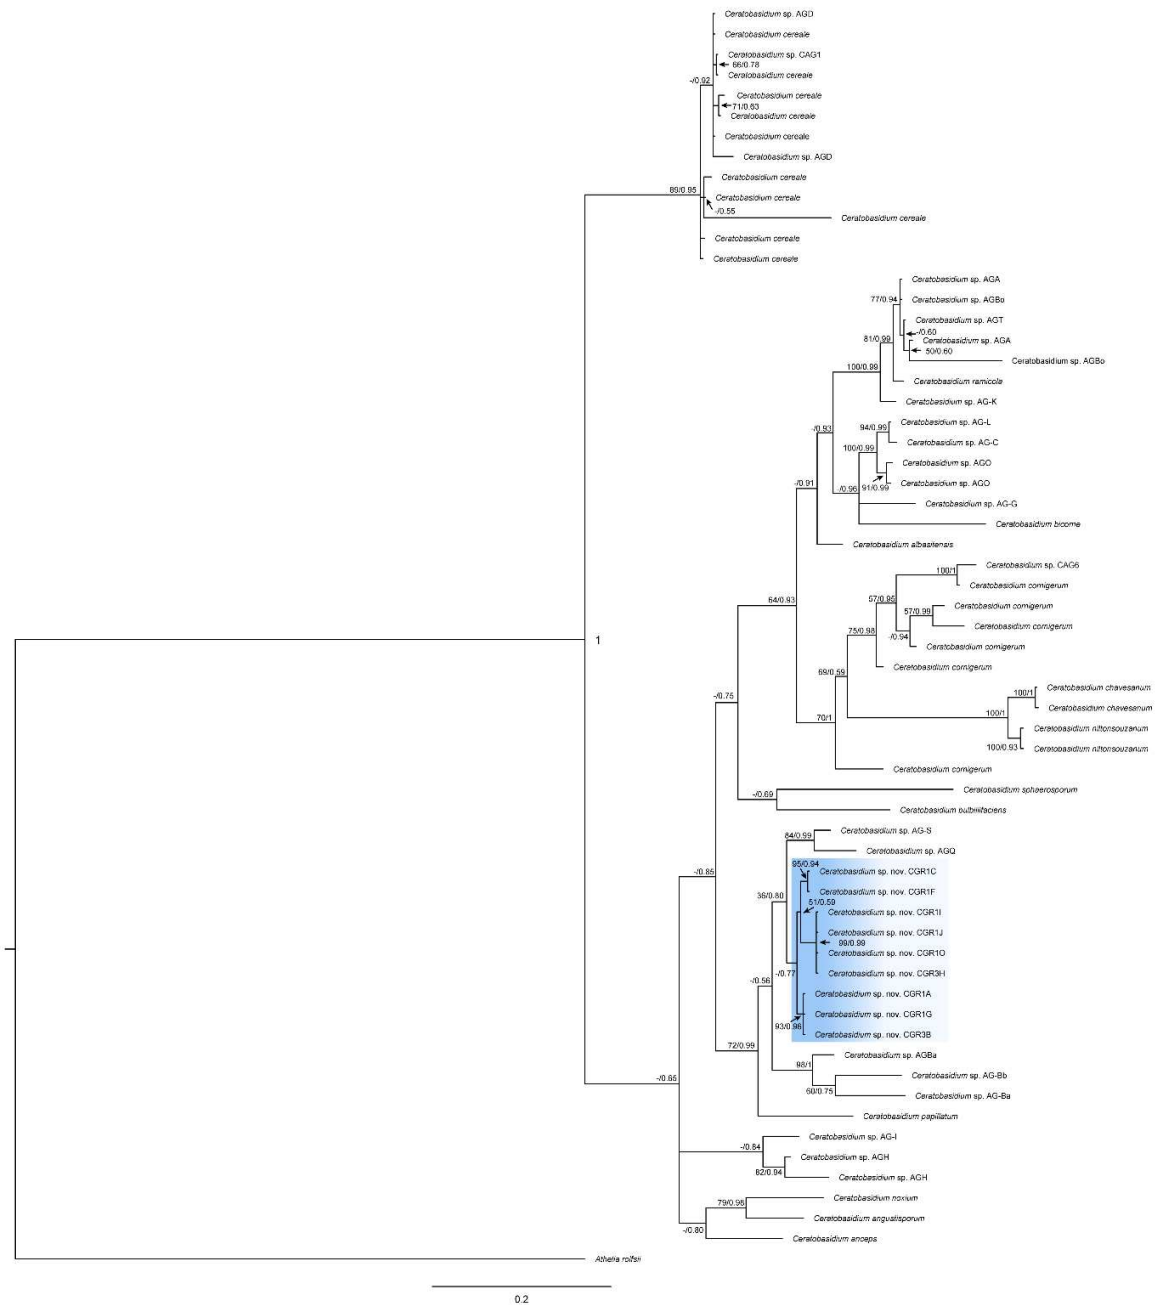 Ceratobasidium sp. AGD
Ceratobasidium cereale
Ceratobasidium sp. CAG1
66/0.78
Ceratobasidium cereale
-/0.92
Ceratobasidium cereale
71/0.63
Ceratobasidium cereale
Ceratobasidium cereale
Ceratobasidium sp. AGD
Ceratobasidium cereale
89/0.95
Ceratobasidium cereale
-/0.55
Ceratobasidium cereale
Ceratobasidium cereale
Ceratobasidium cereale
Ceratobasidium sp. AGA
77/0.94
Ceratobasidium sp. AGBo
Ceratobasidium sp. AGT
-/0.60
81/0.99
Ceratobasidium sp. AGA
50/0.60
Ceratobasidium sp. AGBo
100/0.99
Ceratobasidium ramicola
Ceratobasidium sp. AG-K
Ceratobasidium sp. AG-L
-/0.93
94/0.99
Ceratobasidium sp. AG-C
100/0.99
Ceratobasidium sp. AGO
Ceratobasidium sp. AGO
-/0.91
-/0.96
91/0.99
Ceratobasidium sp. AG-G
Ceratobasidium bicorne
Ceratobasidium albasitensis
Ceratobasidium sp. CAG6
100/1
Ceratobasidium cornigerum
64/0.93
57/0.95
Ceratobasidium cornigerum
57/0.99
Ceratobasidium cornigerum
75/0.98
-/0.94
Ceratobasidium cornigerum
1
Ceratobasidium cornigerum
69/0.59
Ceratobasidium chavesanum
-/0.75
100/1
Ceratobasidium chavesanum
70/1
100/1
Ceratobasidium niltonsouzanum
100/0.93
Ceratobasidium niltonsouzanum
Ceratobasidium cornigerum
Ceratobasidium sphaerosporum
-/0.69
Ceratobasidium bulbillifaciens
Ceratobasidium sp. AG-S
84/0.99
Ceratobasidium sp. AGQ
95/0.94
-/0.85
Ceratobasidium sp. nov. CGR1C
Ceratobasidium sp. nov. CGR1F
36/0.80
51/0.59
Ceratobasidium sp. nov. CGR1I
Ceratobasidium sp. nov. CGR1J
99/0.99
Ceratobasidium sp. nov. CGR1O
-/0.77
Ceratobasidium sp. nov. CGR3H
-/0.56
Ceratobasidium sp. nov. CGR1A
Ceratobasidium sp. nov. CGR1G
93/0.98
Ceratobasidium sp. nov. CGR3B
72/0.99
Ceratobasidium sp. AGBa
98/1
Ceratobasidium sp. AG-Bb
-/0.65
60/0.75
Ceratobasidium sp. AG-Ba
Ceratobasidium papillatum
Ceratobasidium sp. AG-I
-/0.84
Ceratobasidium sp. AGH
82/0.94
Ceratobasidium sp. AGH
Ceratobasidium noxium
79/0.98
Ceratobasidium angustisporum
-/0.80
Ceratobasidium anceps
Athelia rolfsii
0.2